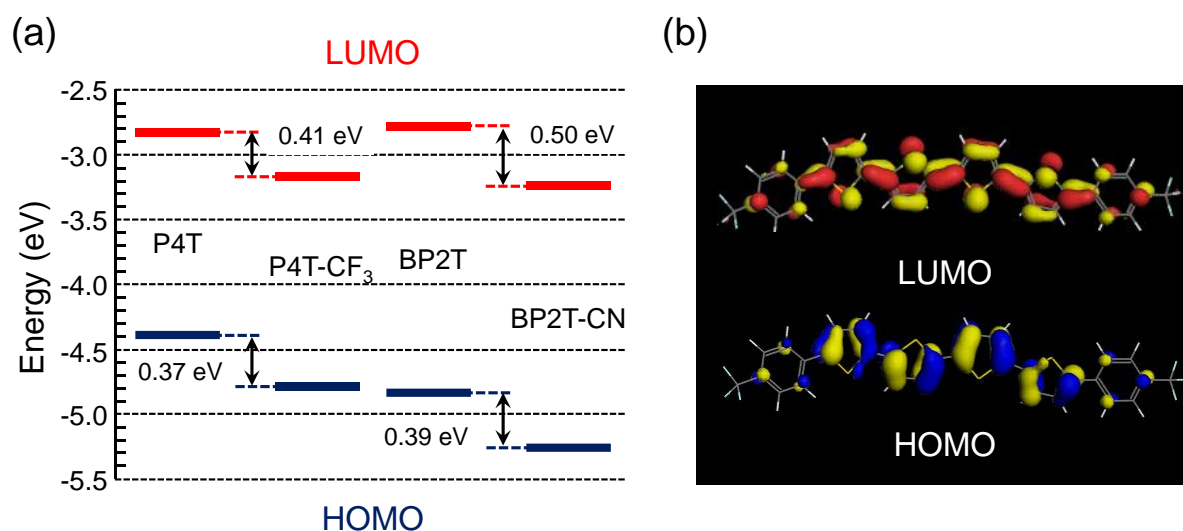 (a)
LUMO
-2.5
-3.0
-3.5
-4.0
-4.5
-5.0
-5.5
Energy (eV)
0.41 eV
0.50 eV
P4T
P4T-CF₃
BP2T
BP2T-CN
0.37 eV
0.39 eV
HOMO
(b)
LUMO
HOMO